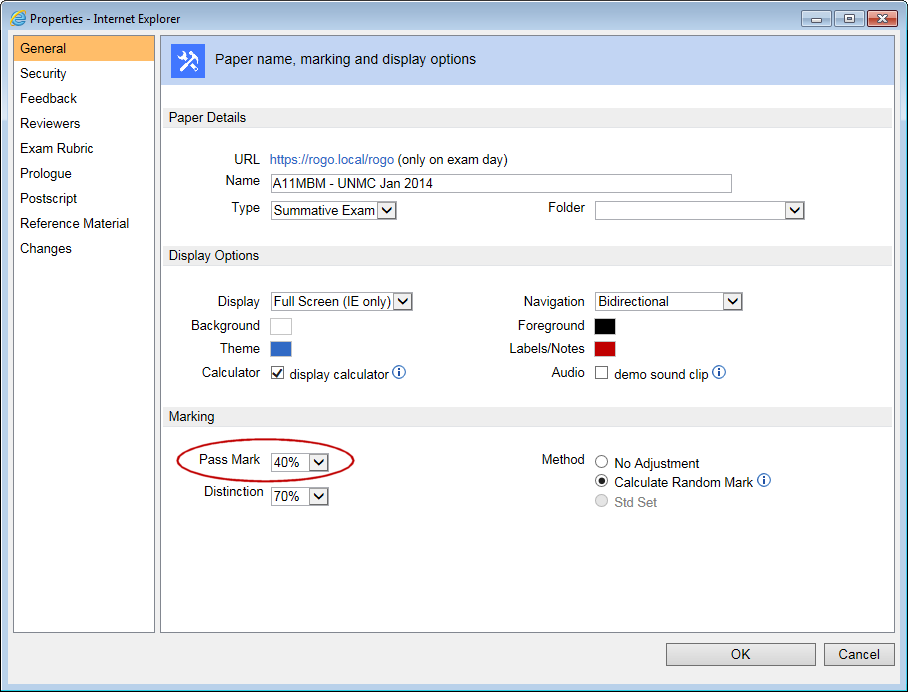 Properties - Internet Explorer
General
Security
Feedback
Reviewers
Exam Rubric
Prologue
Postscript
Reference Material
Changes
Paper name, marking and display options
Paper Details
URL https://rogo.local/rogo (only on exam day)
Name A11MBM - UNMC Jan 2014
Type Summative Exam Folder
Display Options
Display Full Screen (IE only) Navigation Bidirectional
Background Foreground
Theme Labels/Notes
Calculator display calculator Audio demo sound clip
Marking
Pass Mark 40% Method No Adjustment
Calculate Random Mark
Distinction 70% Std Set
OK Cancel